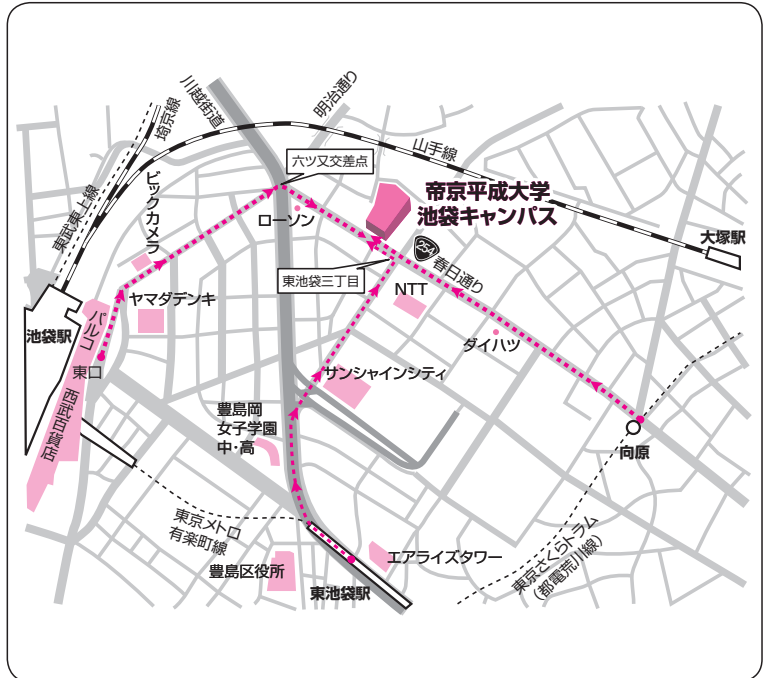 川越街道
明治通り
埼京線
山手線
六ツ又交差点
帝京平成大学
池袋キャンパス
東武東上線
ビックカメラ
ローソン
大塚駅
254
春日通り
東池袋三丁目
NTT
ヤマダデンキ
池袋駅
パルコ
ダイハツ
東口
サンシャインシティ
西武百貨店
豊島岡
女子学園
中・高
向原
東京メトロ
有楽町線
東京さくらトラム
(都電荒川線)
エアライズタワー
豊島区役所
東池袋駅